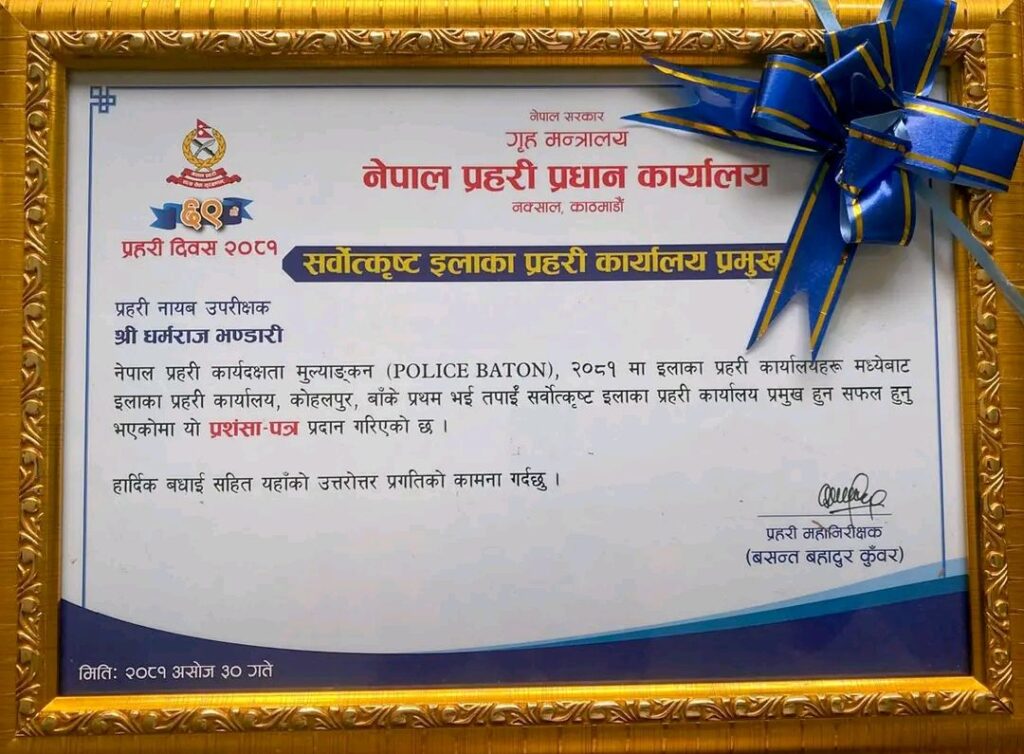 नेपाल सरकार
गृह मन्त्रालय
नेपाल प्रहरी प्रधान कार्यालय
नक्साल, काठमाडौं
६९
प्रहरी दिवस २०८१
सर्वोत्कृष्ट इलाका प्रहरी कार्यालय प्रमुख
प्रहरी नायब उपरीक्षक
श्री धर्मराज भण्डारी
नेपाल प्रहरी कार्यदक्षता मुल्याङ्कन (POLICE BATON), २०८१ मा इलाका प्रहरी कार्यालयहरू मध्येबाट
इलाका प्रहरी कार्यालय, कोहलपुर, बाँके प्रथम भई तपाईं सर्वोत्कृष्ट इलाका प्रहरी कार्यालय प्रमुख हुन सफल हुनु
भएकोमा यो प्रशंसा-पत्र प्रदान गरिएको छ ।
हार्दिक बधाई सहित यहाँको उत्तरोत्तर प्रगतिको कामना गर्दछु ।
प्रहरी महानिरीक्षक
(बसन्त बहादुर कुँवर)
मिति: २०८१ असोज ३० गते